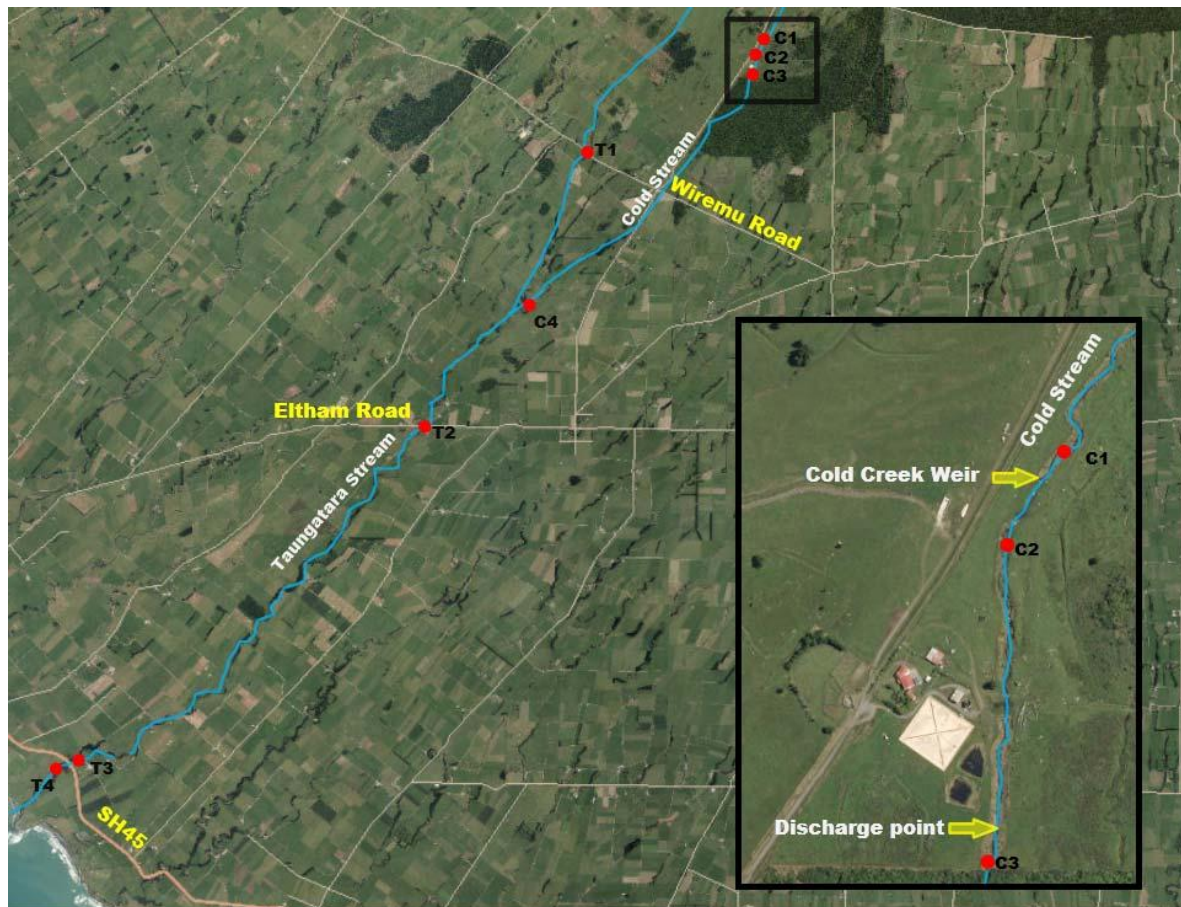 C1
C2
C3
T1
Cold Stream
Wiremu Road
C4
Eltham Road
T2
Taungatara Stream
T3
T4
SH45
Cold Stream
C1
Cold Creek Weir
C2
Discharge point
C3